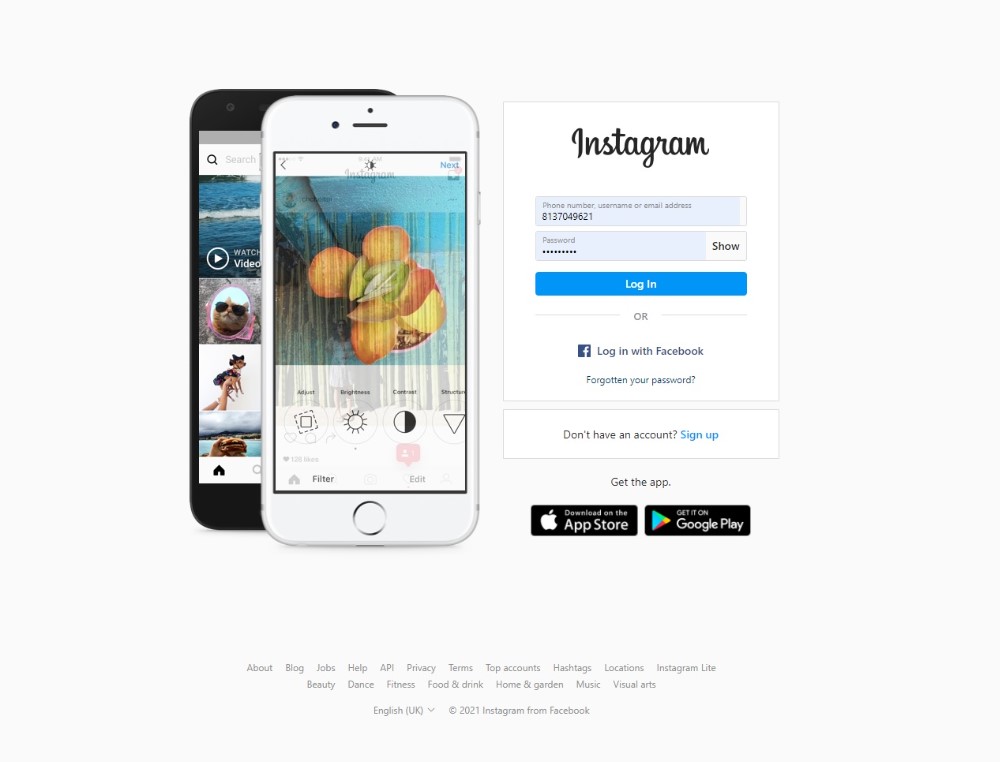 Search
WATCH
Video
9:41 AM
Next
Instagram
Adjust
Brightness
Contrast
Structure
Filter
Edit
Instagram
Phone number, username or email address
8137049621
Password
•••••••••
Show
Log In
OR
Log in with Facebook
Forgotten your password?
Don't have an account? Sign up
Get the app.
Download on the
App Store
GET IT ON
Google Play
About Blog Jobs Help API Privacy Terms Top accounts Hashtags Locations Instagram Lite
Beauty Dance Fitness Food & drink Home & garden Music Visual arts
English (UK) © 2021 Instagram from Facebook